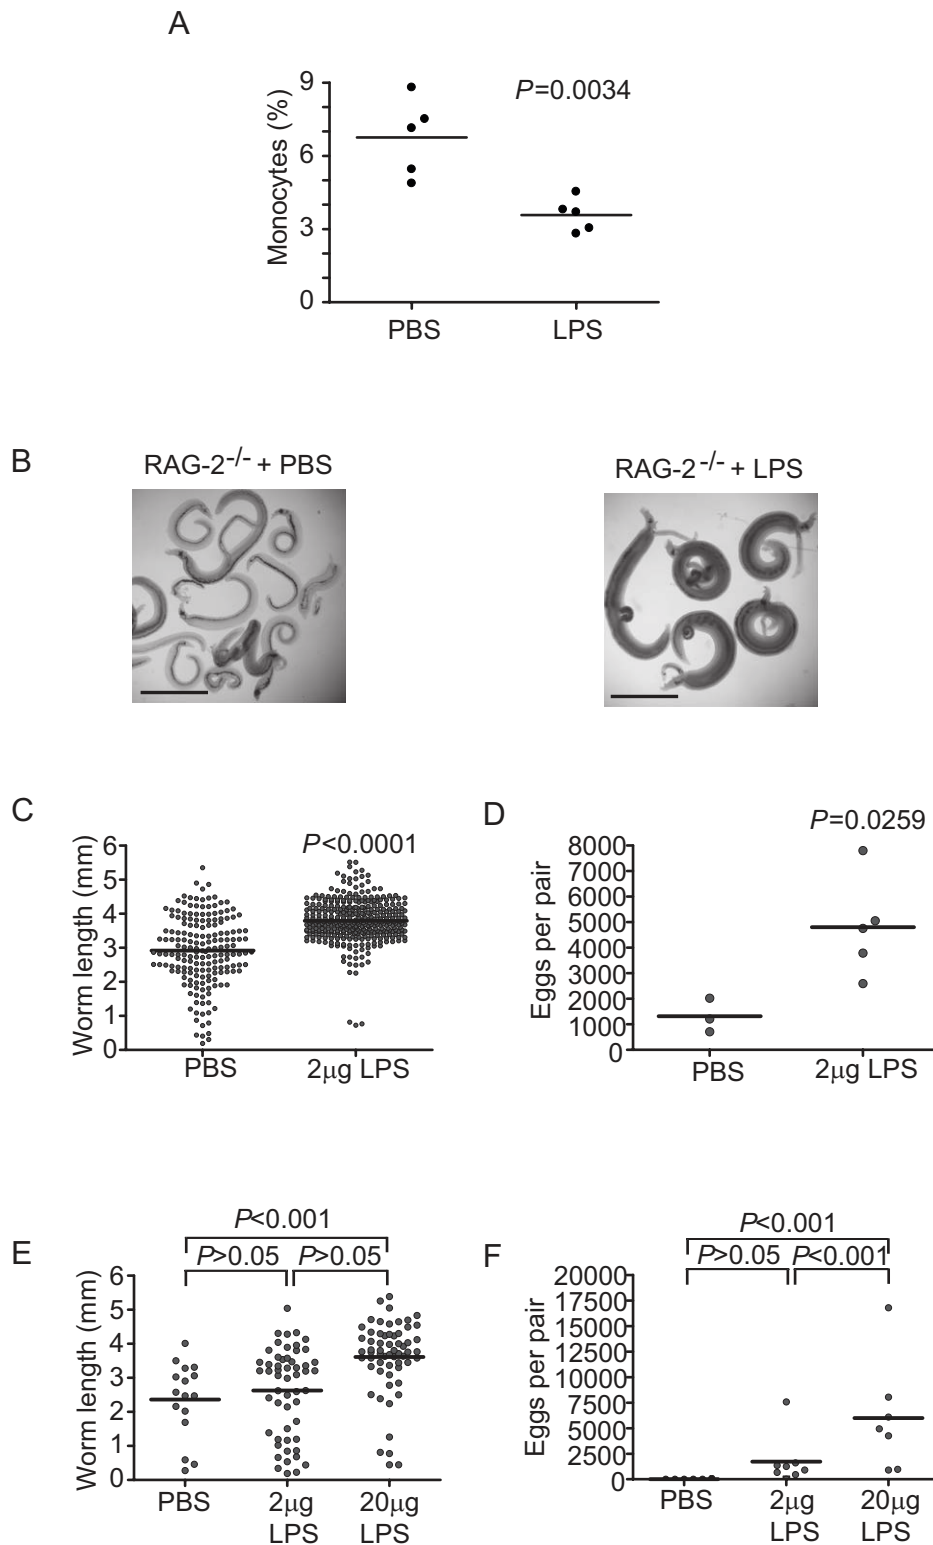 A
9
6
3
0
Monocytes (%)
P=0.0034
PBS LPS
B
RAG-2-/- + PBS
RAG-2-/- + LPS
C
6
5
4
3
2
1
0
Worm length (mm)
P<0.0001
PBS 2µg LPS
D
8000
7000
6000
5000
4000
3000
2000
1000
0
Eggs per pair
P=0.0259
PBS 2µg LPS
E
P<0.001
P>0.05 P>0.05
6
5
4
3
2
1
0
Worm length (mm)
PBS 2µg 20µg
LPS LPS
F
P<0.001
P>0.05 P<0.001
20000
17500
15000
12500
10000
7500
5000
2500
0
Eggs per pair
PBS 2µg 20µg
LPS LPS